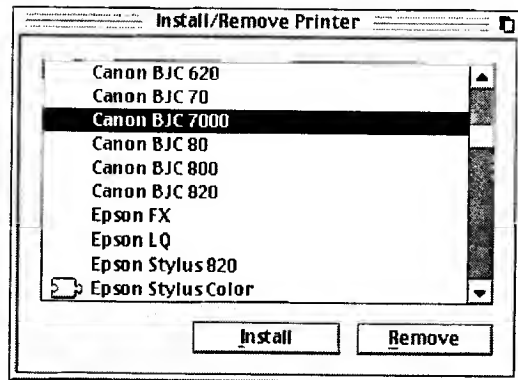 Install/Remove Printer
Canon BJC 620
Canon BJC 70
Canon BJC 7000
Canon BJC 80
Canon BJC 800
Canon BJC 820
Epson FX
Epson LQ
Epson Stylus 820
Epson Stylus Color
Install
Remove